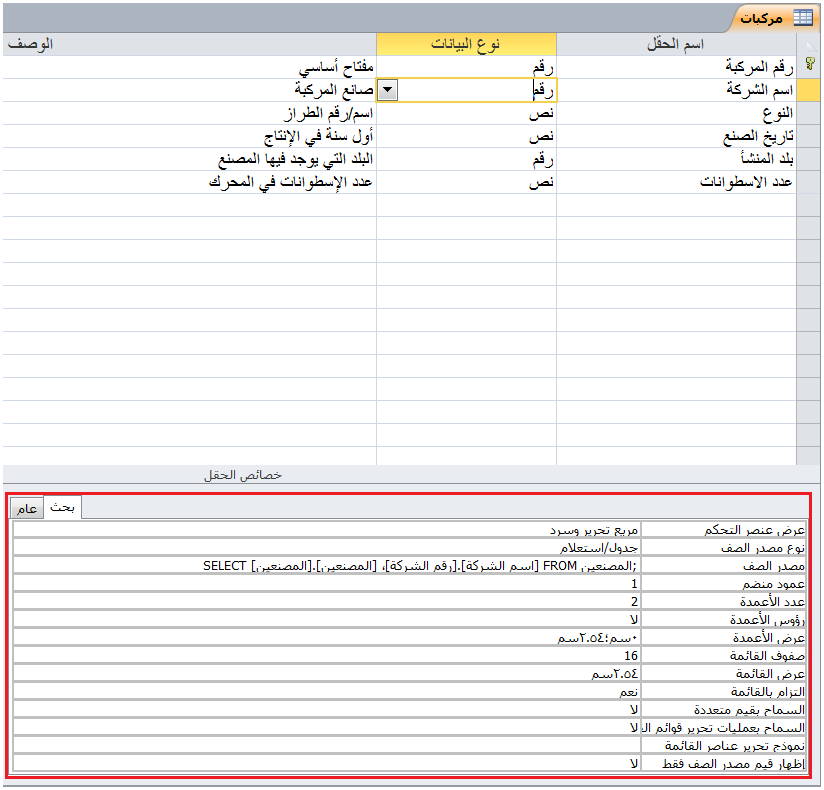 مركبات
اسم الحقل نوع البيانات الوصف
رقم المركبة رقم مفتاح أساسي
اسم الشركة رقم صانع المركبة
النوع نص اسم/رقم الطراز
تاريخ الصنع نص أول سنة في الإنتاج
بلد المنشأ رقم البلد التي يوجد فيها المصنع
عدد الاسطوانات نص عدد الإسطوانات في المحرك
خصائص الحقل
عام بحث
عرض عنصر التحكم مربع تحرير وسرد
نوع مصدر الصف جدول/استعلام
مصدر الصف SELECT [المصنعين].[رقم الشركة]، [المصنعين].[اسم الشركة] FROM المصنعين;
عمود منضم 1
عدد الأعمدة 2
رؤوس الأعمدة لا
عرض الأعمدة ٠سم؛٢.٥٤سم
صفوف القائمة 16
عرض القائمة ٢.٥٤سم
التزام بالقائمة نعم
السماح بقيم متعددة لا
السماح بعمليات تحرير قوائم الق لا
نموذج تحرير عناصر القائمة
إظهار قيم مصدر الصف فقط لا